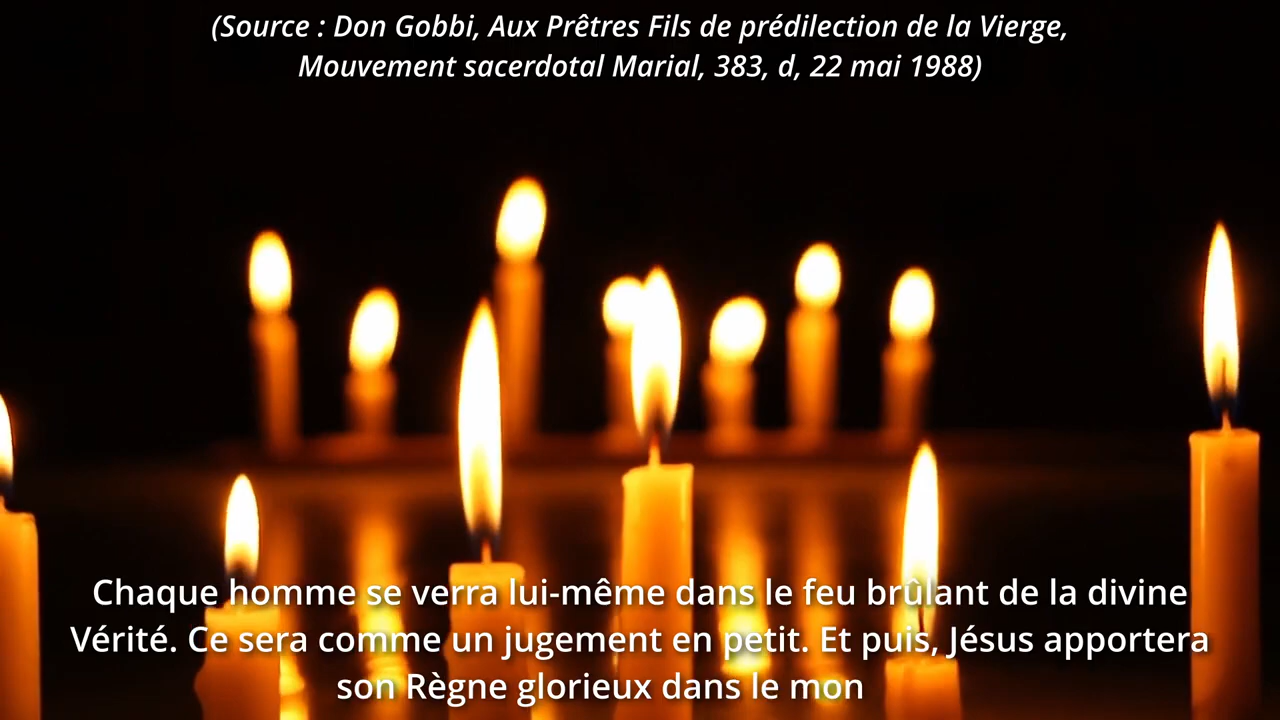 (Source : Don Gobbi, Aux Prêtres Fils de prédilection de la Vierge,
Mouvement sacerdotal Marial, 383, d, 22 mai 1988)
Chaque homme se verra lui-même dans le feu brûlant de la divine
Vérité. Ce sera comme un jugement en petit. Et puis, Jésus apportera
son Règne glorieux dans le mon